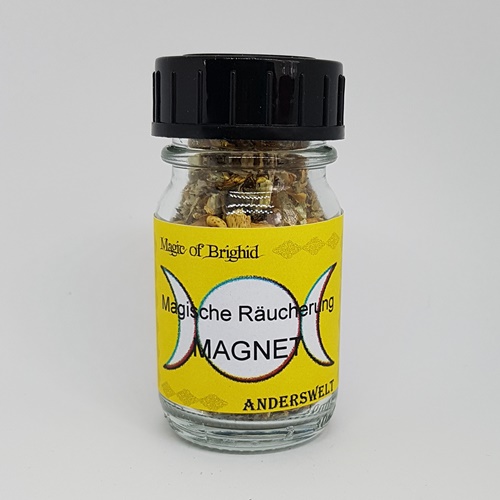 Magic of Brighid
Magische Räucherung
MAGNET
ANDERSWELT